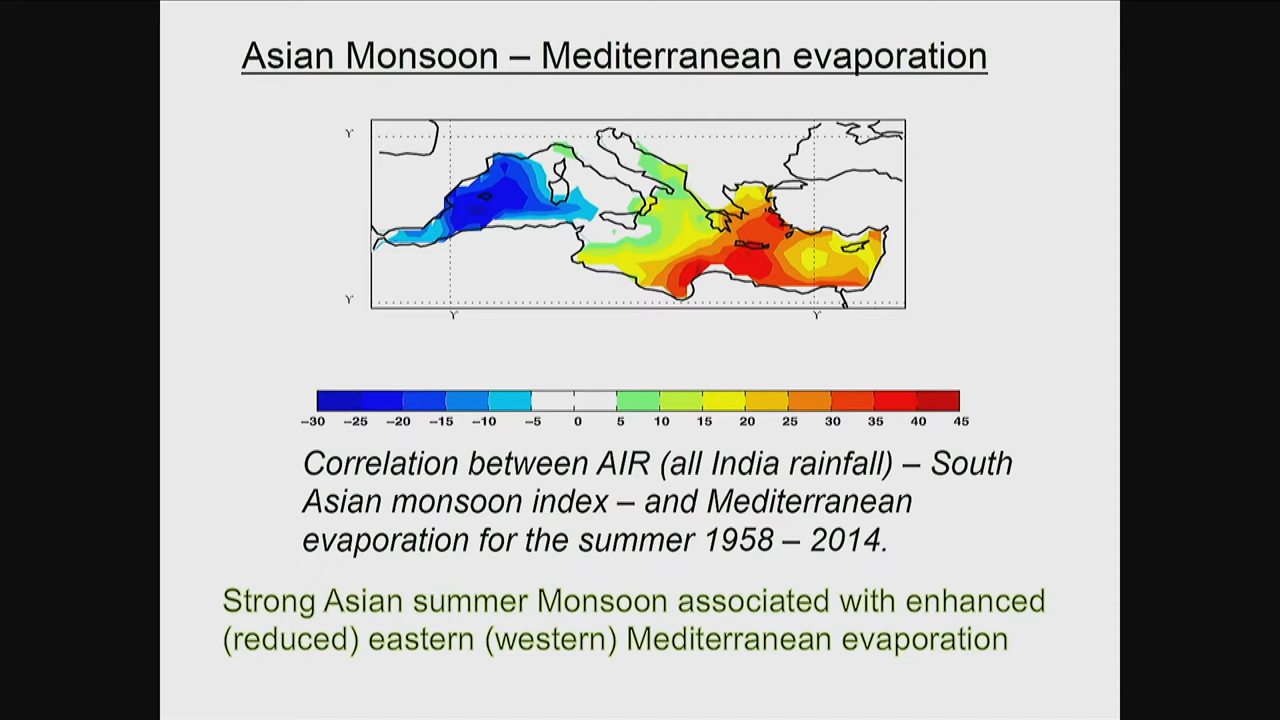 Asian Monsoon – Mediterranean evaporation
–30 –25 –20 –15 –10 –5 0 5 10 15 20 25 30 35 40 45
Correlation between AIR (all India rainfall) – South
Asian monsoon index – and Mediterranean
evaporation for the summer 1958 – 2014.
Strong Asian summer Monsoon associated with enhanced
(reduced) eastern (western) Mediterranean evaporation